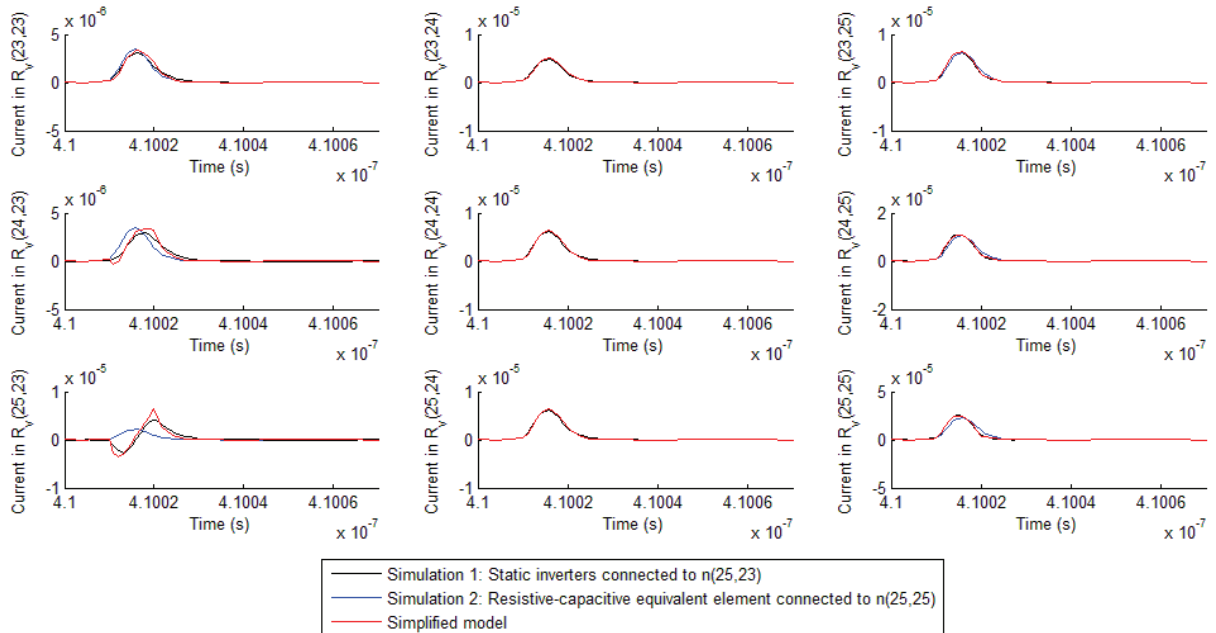 x 10^-6
5
0
-5
Current in R_v(23,23)
4.1 4.1002 4.1004 4.1006
Time (s)
x 10^-7
x 10^-5
1
0
-1
Current in R_v(23,24)
4.1 4.1002 4.1004 4.1006
Time (s)
x 10^-7
x 10^-5
1
0
-1
Current in R_v(23,25)
4.1 4.1002 4.1004 4.1006
Time (s)
x 10^-7
x 10^-6
5
0
-5
Current in R_v(24,23)
4.1 4.1002 4.1004 4.1006
Time (s)
x 10^-7
x 10^-5
1
0
-1
Current in R_v(24,24)
4.1 4.1002 4.1004 4.1006
Time (s)
x 10^-7
x 10^-5
2
0
-2
Current in R_v(24,25)
4.1 4.1002 4.1004 4.1006
Time (s)
x 10^-7
x 10^-5
1
0
-1
Current in R_v(25,23)
4.1 4.1002 4.1004 4.1006
Time (s)
x 10^-7
x 10^-5
1
0
-1
Current in R_v(25,24)
4.1 4.1002 4.1004 4.1006
Time (s)
x 10^-7
x 10^-5
5
0
-5
Current in R_v(25,25)
4.1 4.1002 4.1004 4.1006
Time (s)
x 10^-7
Simulation 1: Static inverters connected to n(25,23)
Simulation 2: Resistive-capacitive equivalent element connected to n(25,25)
Simplified model